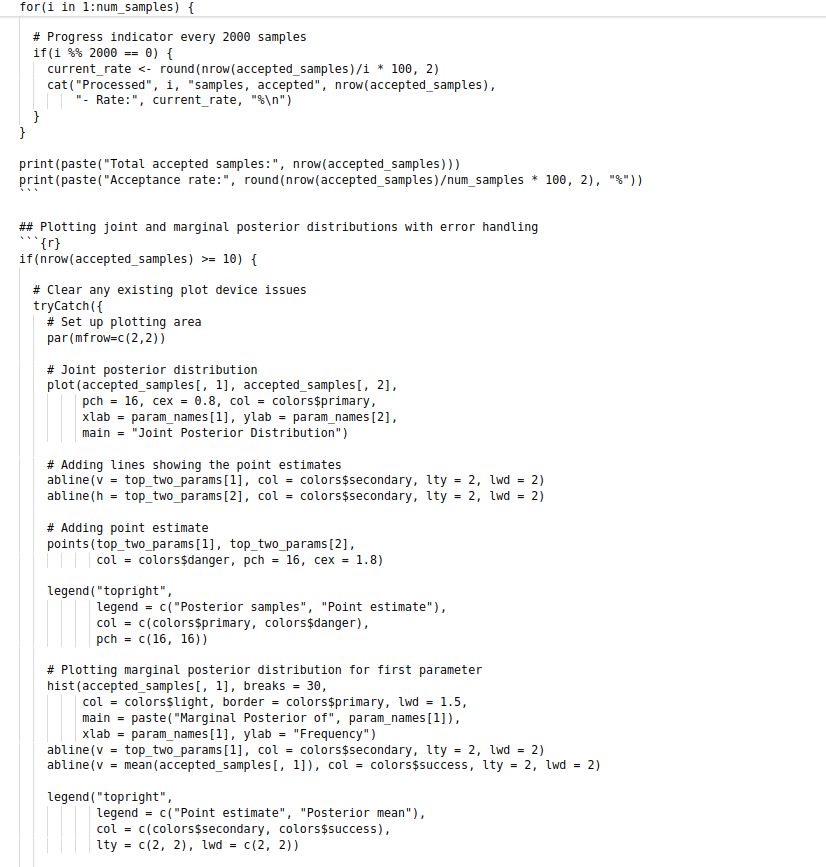 for(i in 1:num_samples) {
# Progress indicator every 2000 samples
if(i %% 2000 == 0) {
current_rate <- round(nrow(accepted_samples)/i * 100, 2)
cat("Processed", i, "samples, accepted", nrow(accepted_samples),
"- Rate:", current_rate, "%\n")
}
}
print(paste("Total accepted samples:", nrow(accepted_samples)))
print(paste("Acceptance rate:", round(nrow(accepted_samples)/num_samples * 100, 2), "%"))
```
## Plotting joint and marginal posterior distributions with error handling
```{r}
if(nrow(accepted_samples) >= 10) {
# Clear any existing plot device issues
tryCatch({
# Set up plotting area
par(mfrow=c(2,2))
# Joint posterior distribution
plot(accepted_samples[, 1], accepted_samples[, 2],
pch = 16, cex = 0.8, col = colors$primary,
xlab = param_names[1], ylab = param_names[2],
main = "Joint Posterior Distribution")
# Adding lines showing the point estimates
abline(v = top_two_params[1], col = colors$secondary, lty = 2, lwd = 2)
abline(h = top_two_params[2], col = colors$secondary, lty = 2, lwd = 2)
# Adding point estimate
points(top_two_params[1], top_two_params[2],
col = colors$danger, pch = 16, cex = 1.8)
legend("topright",
legend = c("Posterior samples", "Point estimate"),
col = c(colors$primary, colors$danger),
pch = c(16, 16))
# Plotting marginal posterior distribution for first parameter
hist(accepted_samples[, 1], breaks = 30,
col = colors$light, border = colors$primary, lwd = 1.5,
main = paste("Marginal Posterior of", param_names[1]),
xlab = param_names[1], ylab = "Frequency")
abline(v = top_two_params[1], col = colors$secondary, lty = 2, lwd = 2)
abline(v = mean(accepted_samples[, 1]), col = colors$success, lty = 2, lwd = 2)
legend("topright",
legend = c("Point estimate", "Posterior mean"),
col = c(colors$secondary, colors$success),
lty = c(2, 2), lwd = c(2, 2))